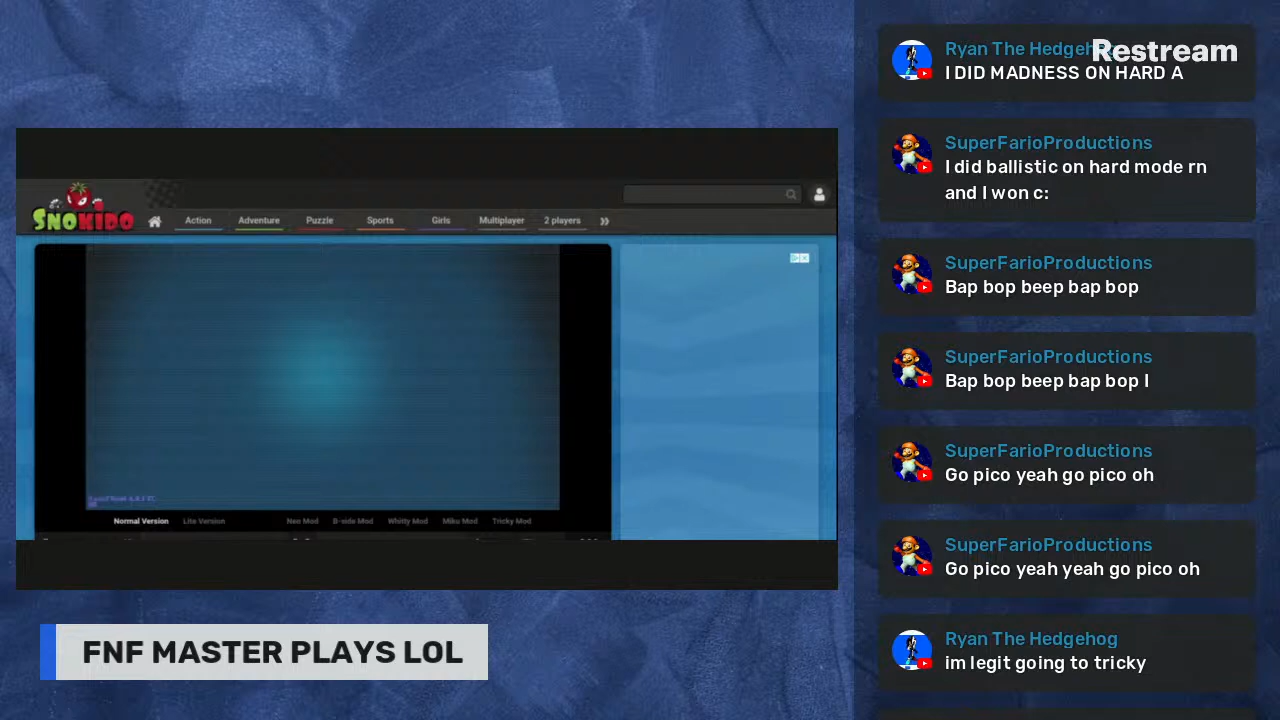 Restream
SNOKIDO
Action Adventure Puzzle Sports Girls Multiplayer 2 players
Normal Version Lite Version Neo Mod B-side Mod Whitty Mod Miku Mod Tricky Mod
FNF MASTER PLAYS LOL
Ryan The Hedgehog
I DID MADNESS ON HARD A
SuperFarioProductions
I did ballistic on hard mode rn
and I won c:
SuperFarioProductions
Bap bop beep bap bop
SuperFarioProductions
Bap bop beep bap bop I
SuperFarioProductions
Go pico yeah go pico oh
SuperFarioProductions
Go pico yeah yeah go pico oh
Ryan The Hedgehog
im legit going to tricky